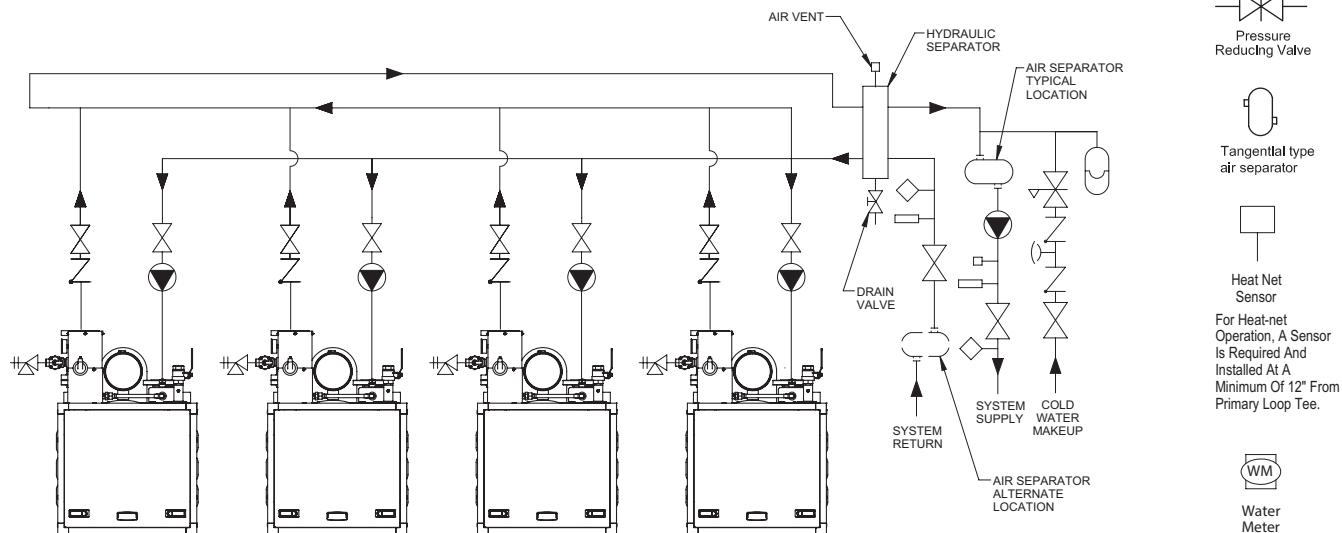 AIR VENT
HYDRAULIC
SEPARATOR
AIR SEPARATOR
TYPICAL
LOCATION
DRAIN
VALVE
SYSTEM
RETURN
SYSTEM
SUPPLY
COLD
WATER
MAKEUP
AIR SEPARATOR
ALTERNATE
LOCATION
Pressure
Reducing Valve
Tangential type
air separator
Heat Net
Sensor
For Heat-net
Operation, A Sensor
Is Required And
Installed At A
Minimum Of 12" From
Primary Loop Tee.
WM
Water
Meter